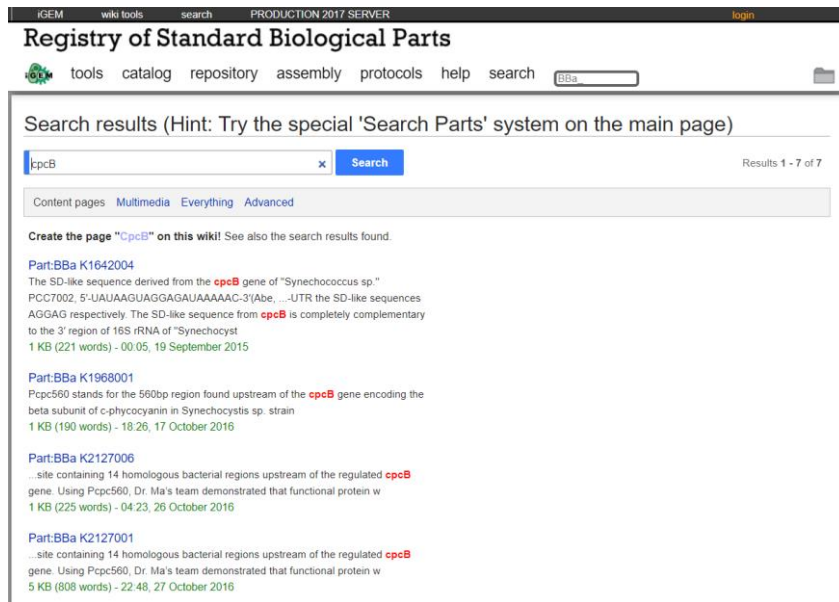 iGEM wiki tools search PRODUCTION 2017 SERVER login
Registry of Standard Biological Parts
iGEM tools catalog repository assembly protocols help search BBa_
Search results (Hint: Try the special 'Search Parts' system on the main page)
cpcB × Search Results 1 - 7 of 7
Content pages Multimedia Everything Advanced
Create the page "CpcB" on this wiki! See also the search results found.
Part:BBa K1642004
The SD-like sequence derived from the cpcB gene of "Synechococcus sp."
PCC7002, 5'-UAUAAGUAGGAGAUAAAAAC-3'(Abe, ...-UTR the SD-like sequences
AGGAG respectively. The SD-like sequence from cpcB is completely complementary
to the 3' region of 16S rRNA of "Synechocyst
1 KB (221 words) - 00:05, 19 September 2015
Part:BBa K1968001
Pcpc560 stands for the 560bp region found upstream of the cpcB gene encoding the
beta subunit of c-phycocyanin in Synechocystis sp. strain
1 KB (190 words) - 18:26, 17 October 2016
Part:BBa K2127006
...site containing 14 homologous bacterial regions upstream of the regulated cpcB
gene. Using Pcpc560, Dr. Ma's team demonstrated that functional protein w
1 KB (225 words) - 04:23, 26 October 2016
Part:BBa K2127001
...site containing 14 homologous bacterial regions upstream of the regulated cpcB
gene. Using Pcpc560, Dr. Ma's team demonstrated that functional protein w
5 KB (808 words) - 22:48, 27 October 2016